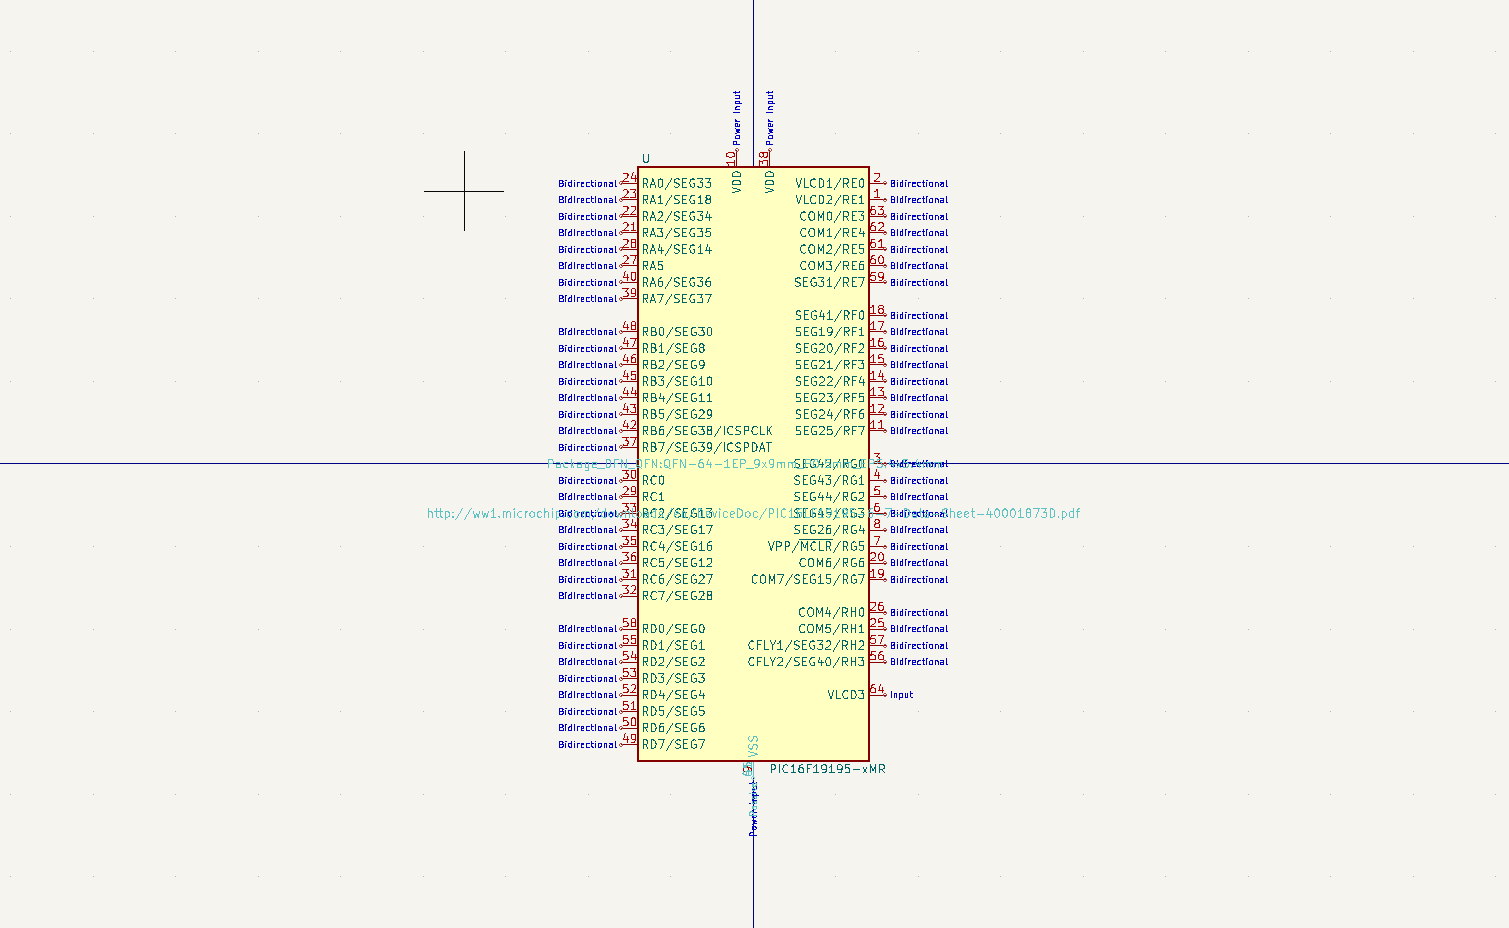 Power Input Power Input
10 38
U
VDD VDD
Bidirectional 24 RA0/SEG33 VLCD1/RE0 2 Bidirectional
Bidirectional 23 RA1/SEG18 VLCD2/RE1 1 Bidirectional
Bidirectional 22 RA2/SEG34 COM0/RE3 63 Bidirectional
Bidirectional 21 RA3/SEG35 COM1/RE4 62 Bidirectional
Bidirectional 28 RA4/SEG14 COM2/RE5 61 Bidirectional
Bidirectional 27 RA5 COM3/RE6 60 Bidirectional
Bidirectional 40 RA6/SEG36 SEG31/RE7 59 Bidirectional
Bidirectional 39 RA7/SEG37
SEG41/RF0 18 Bidirectional
Bidirectional 48 RB0/SEG30 SEG19/RF1 17 Bidirectional
Bidirectional 47 RB1/SEG8 SEG20/RF2 16 Bidirectional
Bidirectional 46 RB2/SEG9 SEG21/RF3 15 Bidirectional
Bidirectional 45 RB3/SEG10 SEG22/RF4 14 Bidirectional
Bidirectional 44 RB4/SEG11 SEG23/RF5 13 Bidirectional
Bidirectional 43 RB5/SEG29 SEG24/RF6 12 Bidirectional
Bidirectional 42 RB6/SEG38/ICSPCLK SEG25/RF7 11 Bidirectional
Bidirectional 37 RB7/SEG39/ICSPDAT
Package_DFN_QFN:QFN-64-1EP_9x9mm SEG42/RG0 3 Bidirectional
Bidirectional 30 RC0 SEG43/RG1 4 Bidirectional
Bidirectional 29 RC1 SEG44/RG2 5 Bidirectional
Bidirectional 33 RC2/SEG13 SEG45/RG3 6 Bidirectional
Bidirectional 34 RC3/SEG17 SEG26/RG4 8 Bidirectional
Bidirectional 35 RC4/SEG16 VPP/MCLR/RG5 7 Bidirectional
Bidirectional 36 RC5/SEG12 COM6/RG6 20 Bidirectional
Bidirectional 31 RC6/SEG27 COM7/SEG15/RG7 19 Bidirectional
Bidirectional 32 RC7/SEG28
COM4/RH0 26 Bidirectional
Bidirectional 58 RD0/SEG0 COM5/RH1 25 Bidirectional
Bidirectional 55 RD1/SEG1 CFLY1/SEG32/RH2 57 Bidirectional
Bidirectional 54 RD2/SEG2 CFLY2/SEG40/RH3 56 Bidirectional
Bidirectional 53 RD3/SEG3
Bidirectional 52 RD4/SEG4 VLCD3 64 Input
Bidirectional 51 RD5/SEG5
Bidirectional 50 RD6/SEG6
Bidirectional 49 RD7/SEG7
VSS
PIC16F19195-xMR
Power Input